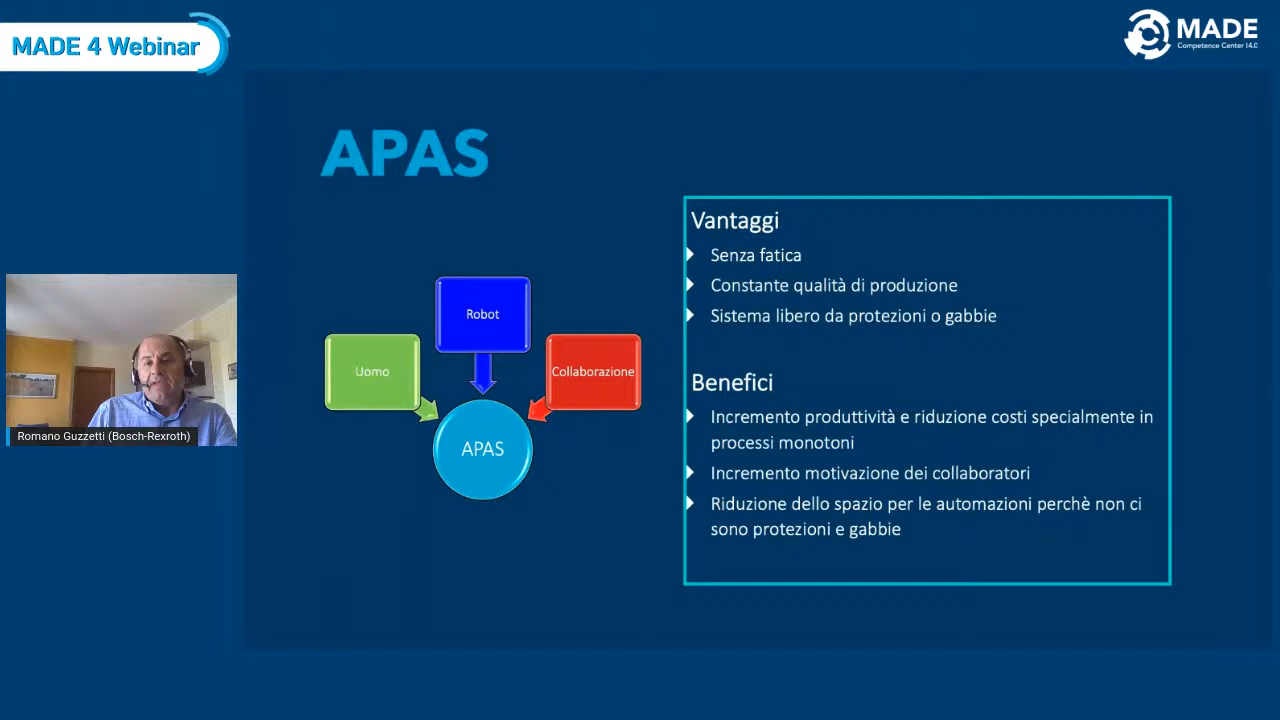 MADE 4 Webinar
MADE
Competence Center I4.0
APAS
Robot
Uomo
Collaborazione
APAS
Vantaggi
Senza fatica
Constante qualità di produzione
Sistema libero da protezioni o gabbie
Benefici
Incremento produttività e riduzione costi specialmente in
processi monotoni
Incremento motivazione dei collaboratori
Riduzione dello spazio per le automazioni perchè non ci
sono protezioni e gabbie
Romano Guzzetti (Bosch-Rexroth)